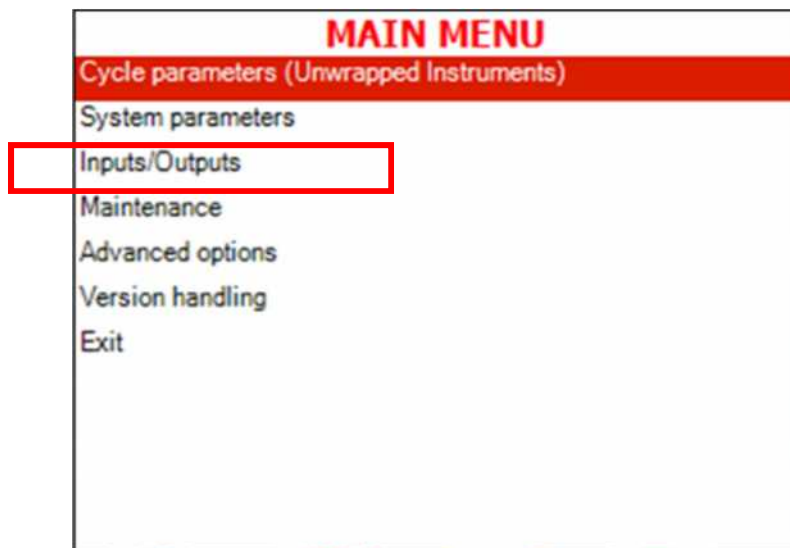 MAIN MENU
Cycle parameters (Unwrapped Instruments)
System parameters
Inputs/Outputs
Maintenance
Advanced options
Version handling
Exit